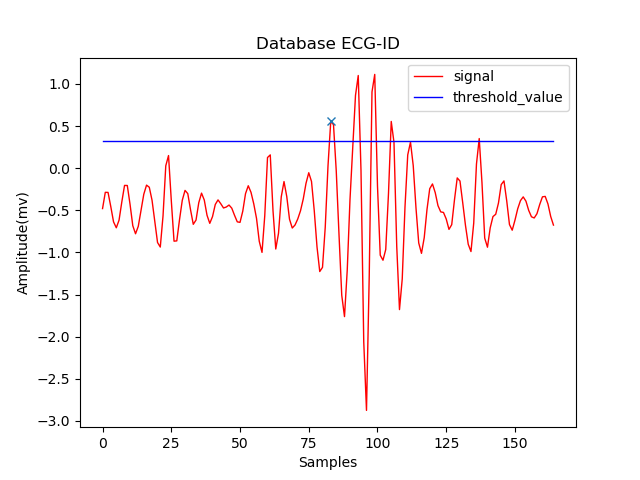 Database ECG-ID
signal
threshold_value
Amplitude(mv)
1.0
0.5
0.0
−0.5
−1.0
−1.5
−2.0
−2.5
−3.0
0 25 50 75 100 125 150
Samples